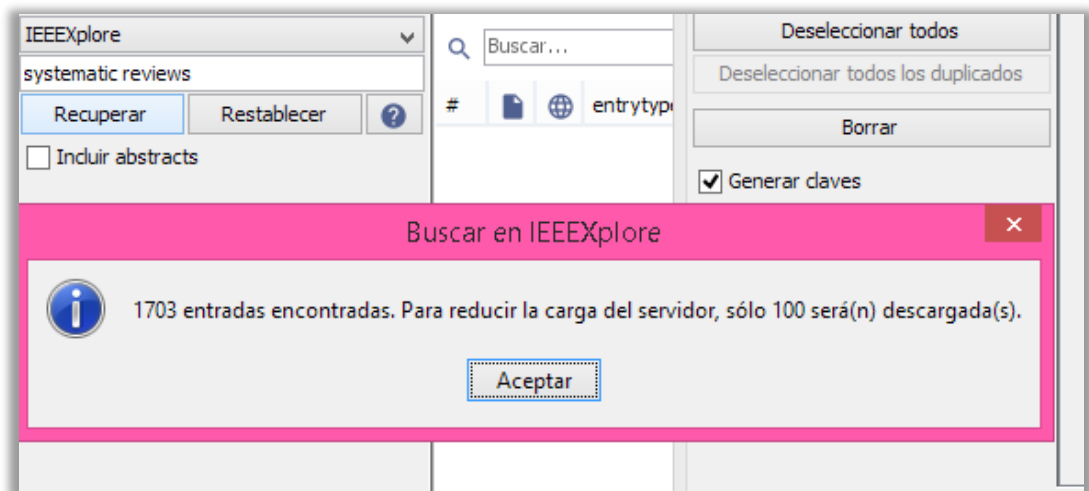 IEEEXplore
systematic reviews
Recuperar
Restablecer
?
Incluir abstracts
Buscar...
#
entrytype
Deseleccionar todos
Deseleccionar todos los duplicados
Borrar
Generar claves
Buscar en IEEEXplore
1703 entradas encontradas. Para reducir la carga del servidor, sólo 100 será(n) descargada(s).
Aceptar